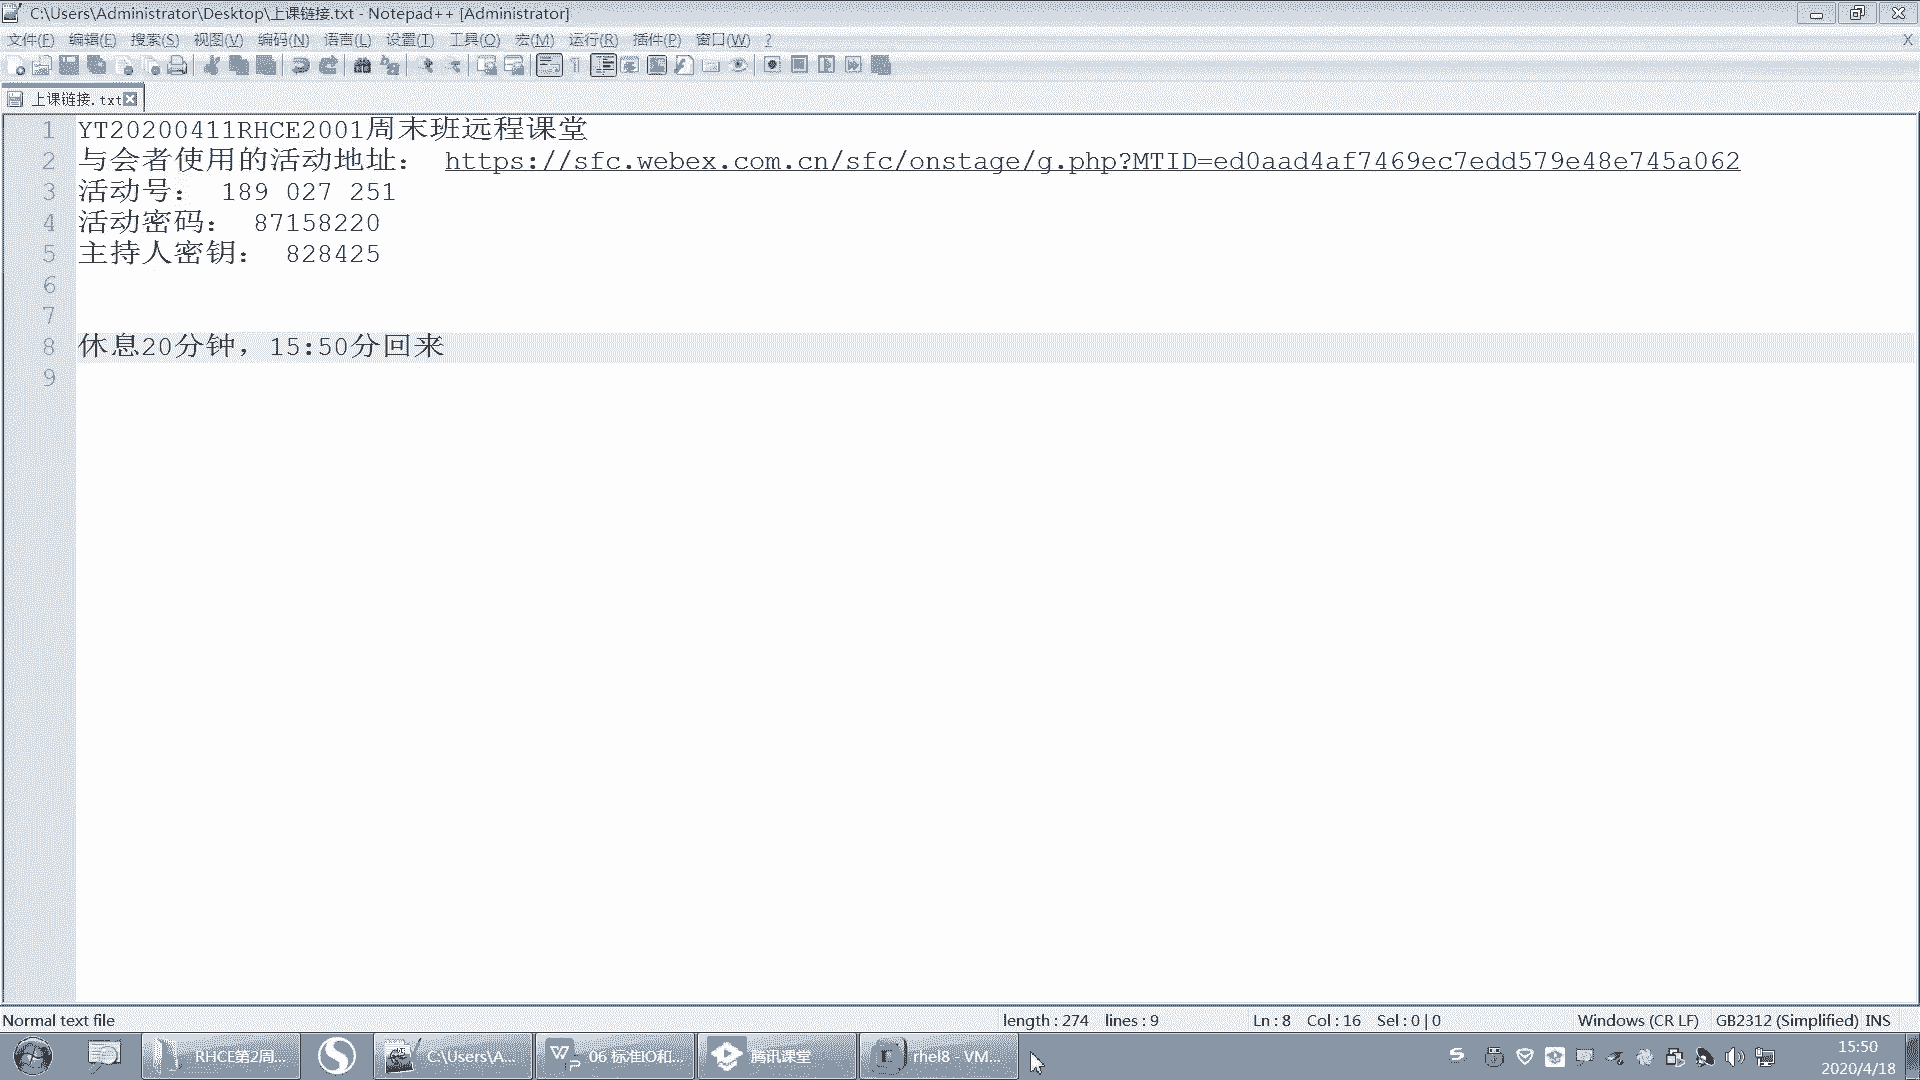 C:\Users\Administrator\Desktop\上课链接.txt - Notepad++ [Administrator]
文件(F) 编辑(E) 搜索(S) 视图(V) 编码(N) 语言(L) 设置(T) 工具(O) 宏(M) 运行(R) 插件(P) 窗口(W) ? X
上课链接.txt
1 YT20200411RHCE2001周末班远程课堂
2 与会者使用的活动地址： https://sfc.webex.com.cn/sfc/onstage/g.php?MTID=ed0aad4af7469ec7edd579e48e745a062
3 活动号： 189 027 251
4 活动密码： 87158220
5 主持人密钥： 828425
6
7
8 休息20分钟，15:50分回来
9
Normal text file length : 274 lines : 9 Ln : 8 Col : 16 Sel : 0 | 0 Windows (CR LF) GB2312 (Simplified) INS
RHCE第2周... C:\Users\A... 06 标准IO和... 腾讯课堂 rhel8 - VM... 15:50
2020/4/18